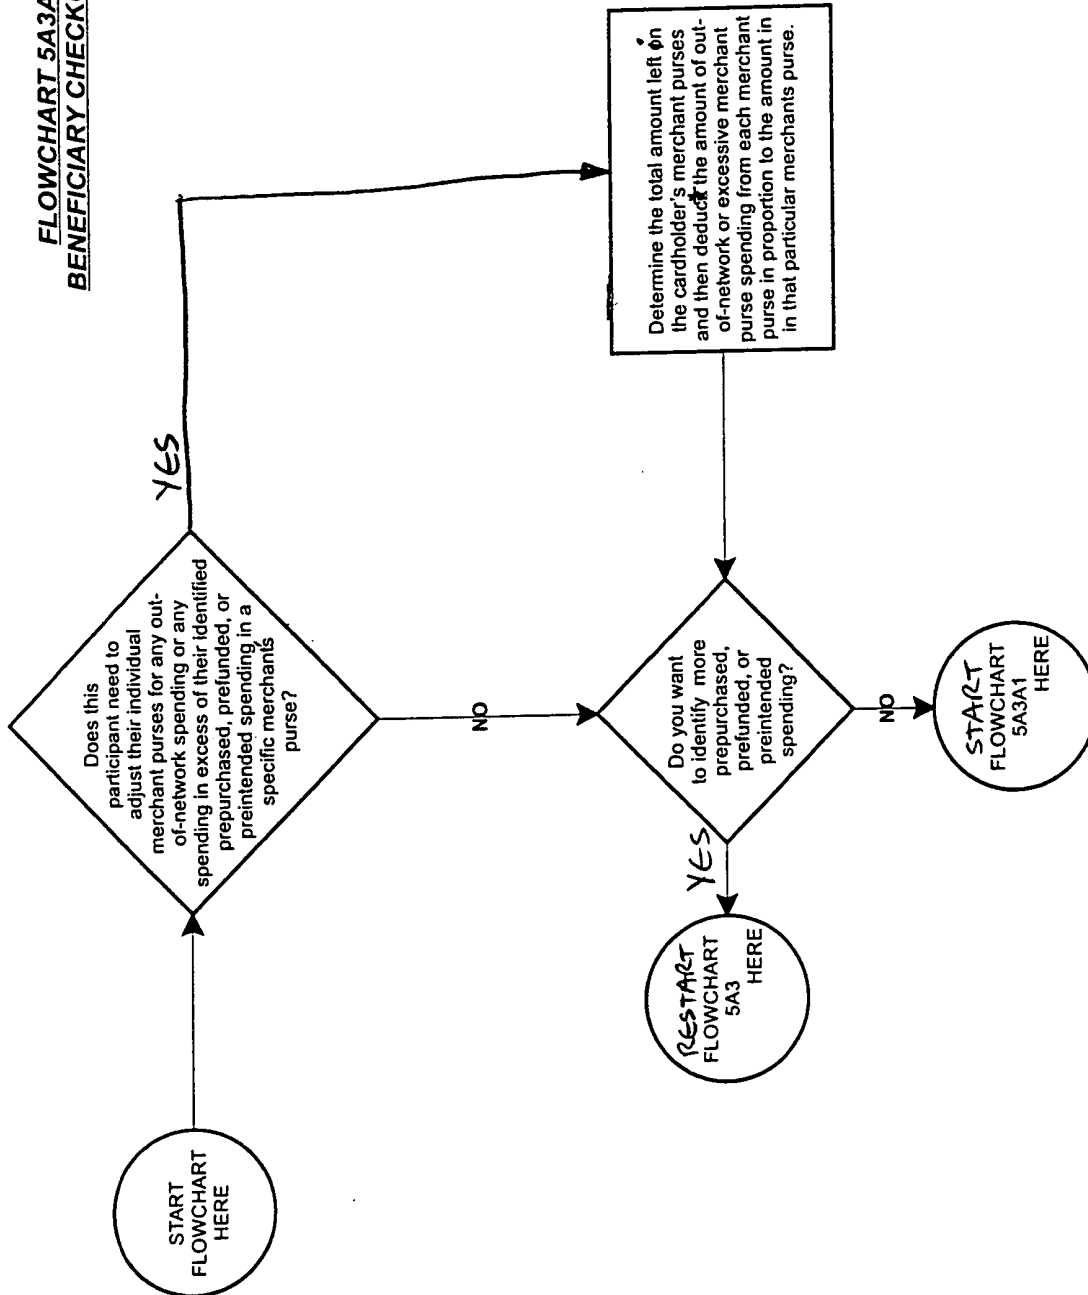 FLOWCHART 5A3A
BENEFICIARY CHECK
START
FLOWCHART
HERE
Does this
participant need to
adjust their individual
merchant purses for any out-
of-network spending or any
spending in excess of their identified
prepurchased, prefunded, or
preintended spending in a
specific merchants
purse?
YES
NO
Determine the total amount left on
the cardholder's merchant purses
and then deduct the amount of out-
of-network or excessive merchant
purse spending from each merchant
purse in proportion to the amount in
in that particular merchants purse.
Do you want
to identify more
prepurchased,
prefunded, or
preintended
spending?
YES
RESTART
FLOWCHART
5A3
HERE
NO
START
FLOWCHART
5A3A1
HERE